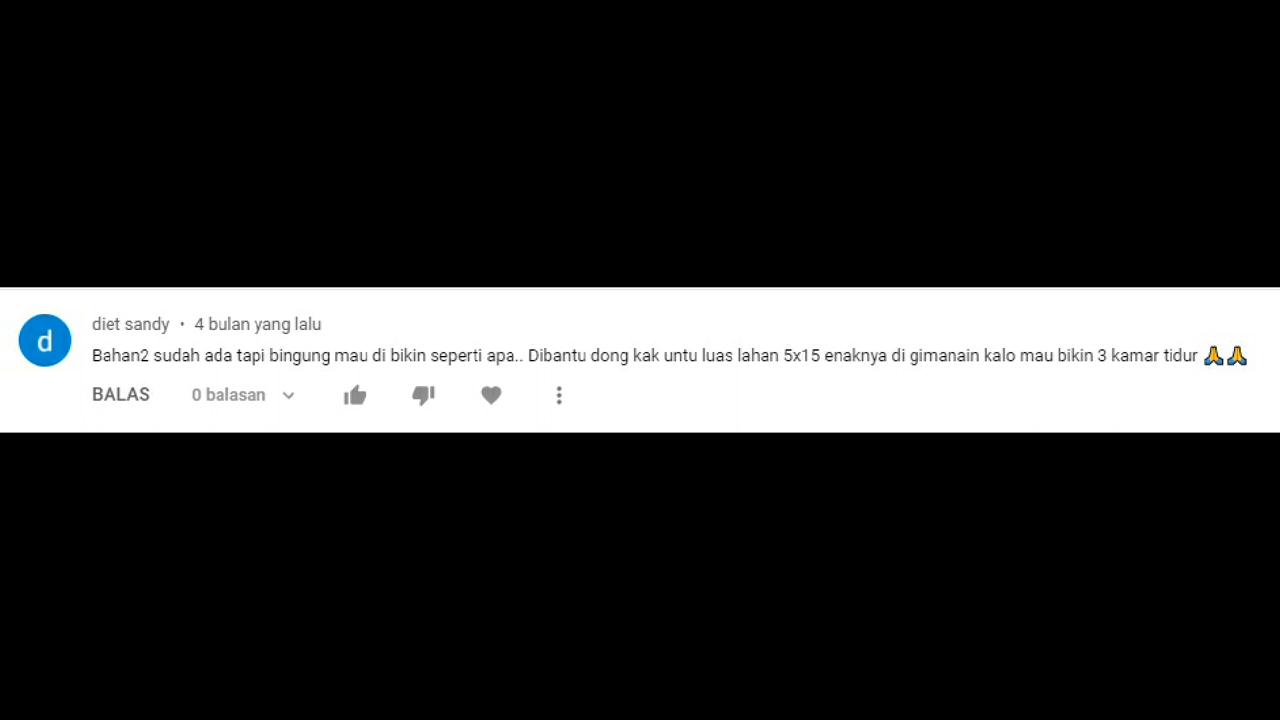 d
diet sandy • 4 bulan yang lalu
Bahan2 sudah ada tapi bingung mau di bikin seperti apa.. Dibantu dong kak untu luas lahan 5x15 enaknya di gimanain kalo mau bikin 3 kamar tidur 🙏🙏
BALAS 0 balasan